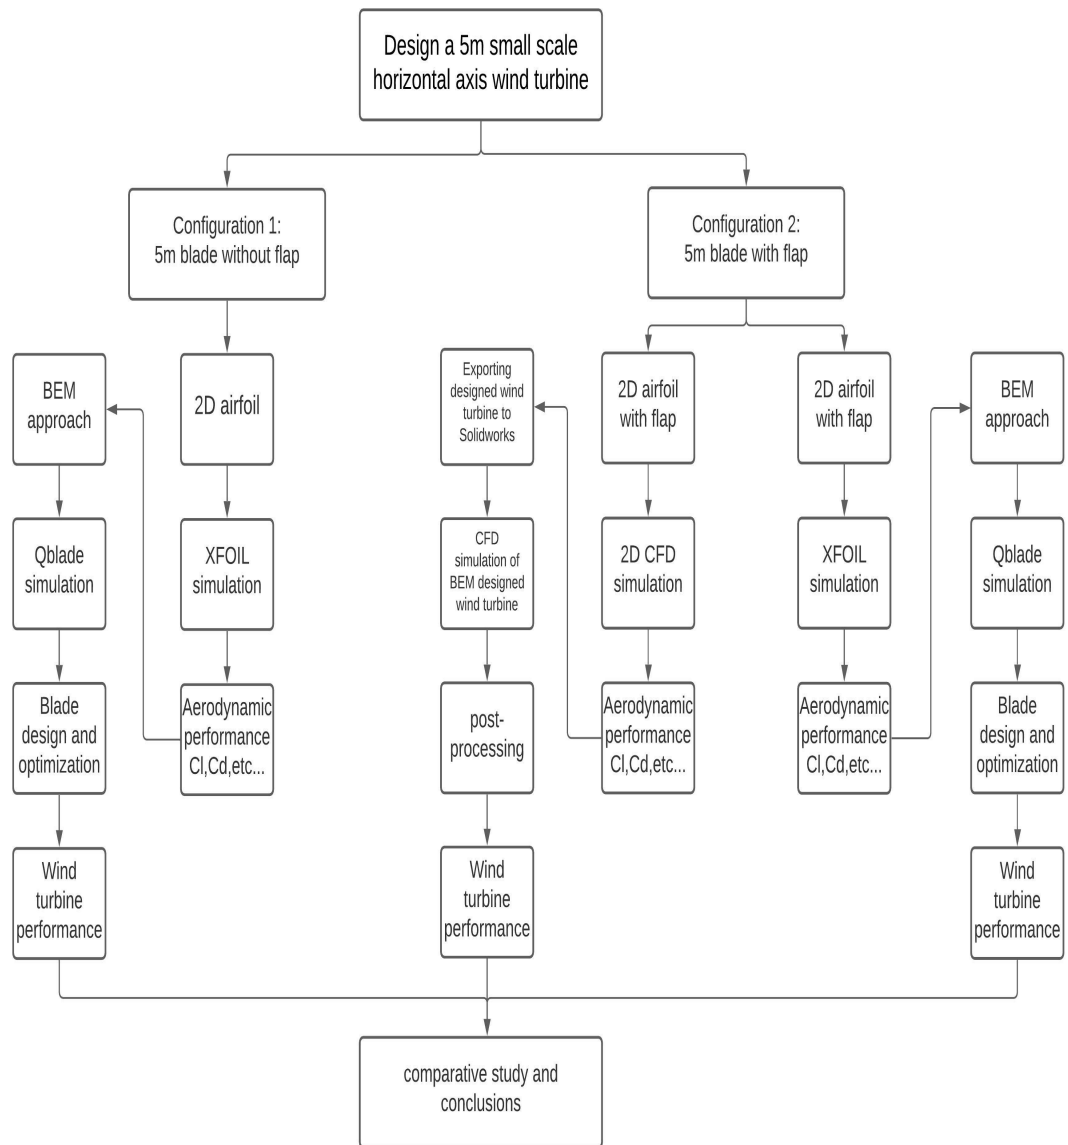 Design a 5m small scale
horizontal axis wind turbine
Configuration 1:
5m blade without flap
Configuration 2:
5m blade with flap
BEM
approach
2D airfoil
Exporting
designed wind
turbine to
Solidworks
2D airfoil
with flap
2D airfoil
with flap
BEM
approach
Qblade
simulation
XFOIL
simulation
CFD
simulation of
BEM designed
wind turbine
2D CFD
simulation
XFOIL
simulation
Qblade
simulation
Blade
design and
optimization
Aerodynamic
performance
Cl,Cd,etc...
post-
processing
Aerodynamic
performance
Cl,Cd,etc...
Aerodynamic
performance
Cl,Cd,etc...
Blade
design and
optimization
Wind
turbine
performance
Wind
turbine
performance
Wind
turbine
performance
comparative study and
conclusions